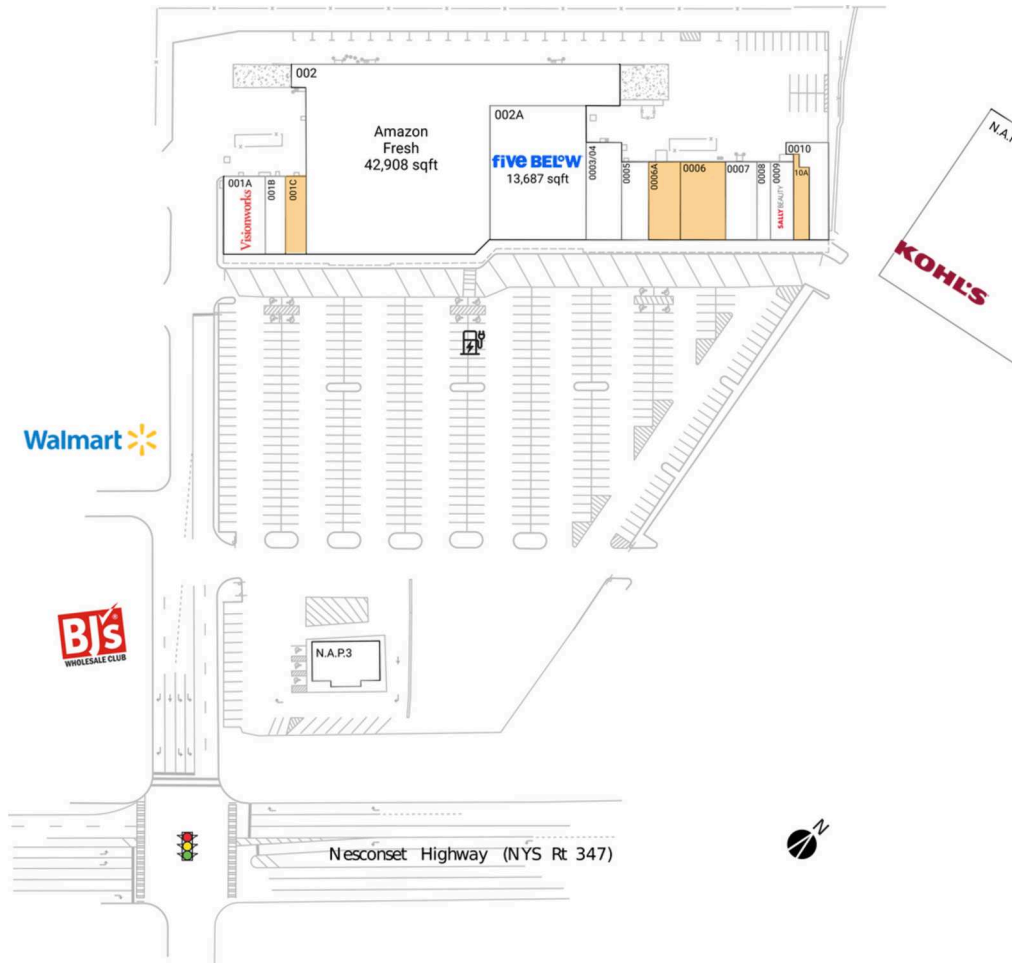 002
Amazon
Fresh
42,908 sqft
002A
five BELOW
13,687 sqft
001A
Visionworks
001B
001C
0003/04
0005
0006A
0006
0007
0008
0009
SALLY BEAUTY
0010
10A
KOHL'S
Walmart
BJ's
WHOLESALE CLUB
N.A.P.3
Nesconset Highway (NYS Rt 347)
N